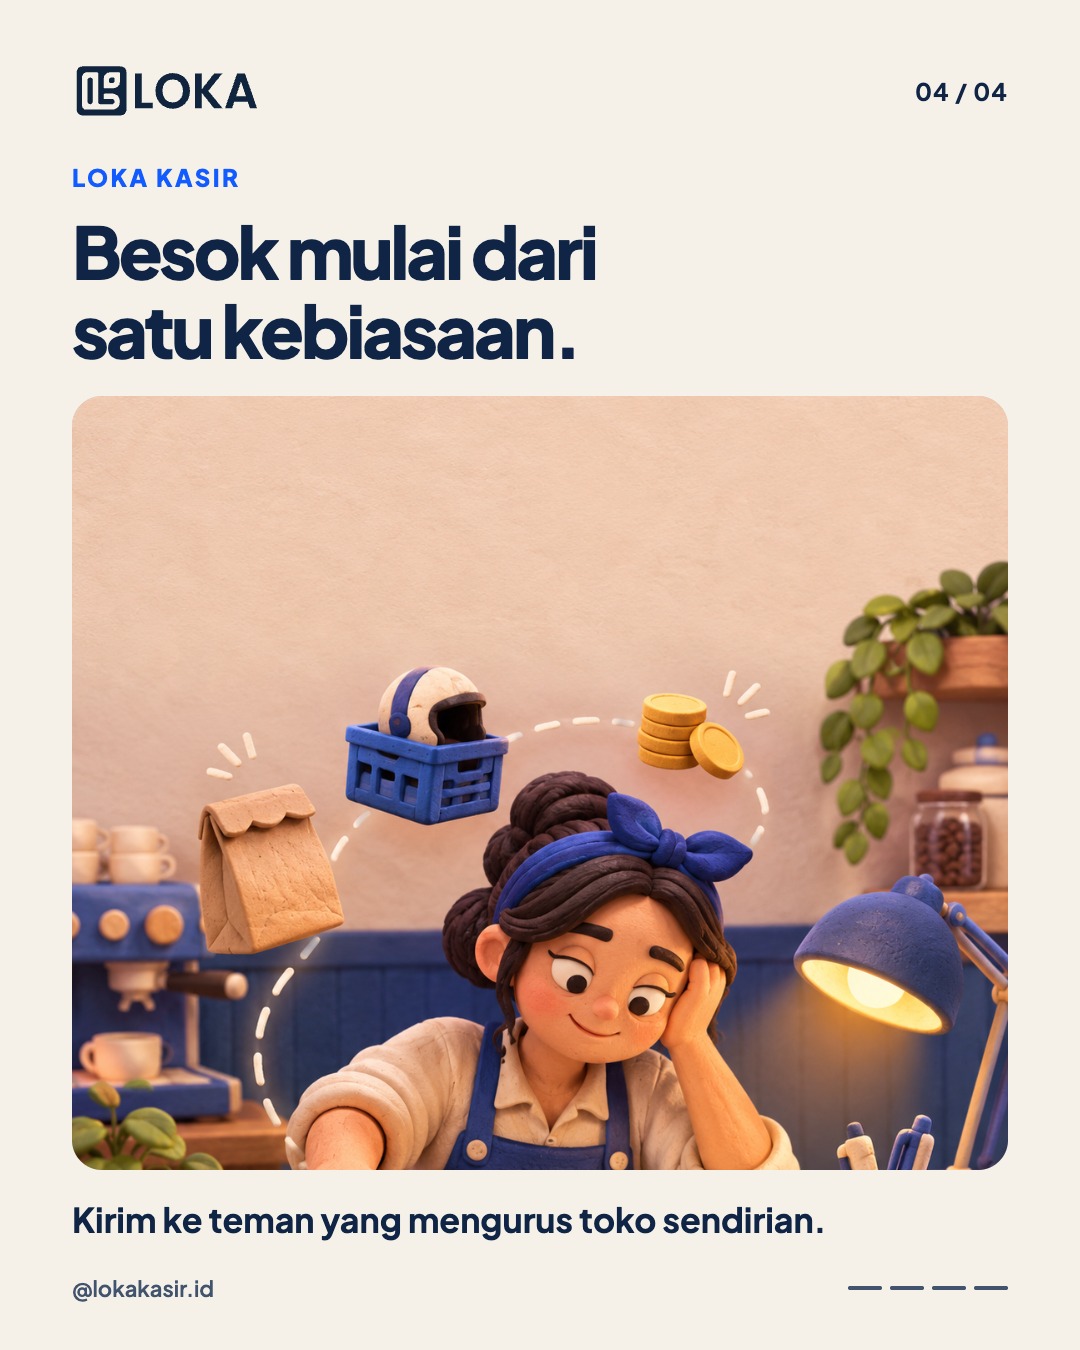 LOKA
04 / 04
LOKA KASIR
Besok mulai dari
satu kebiasaan.
Kirim ke teman yang mengurus toko sendirian.
@lokakasir.id